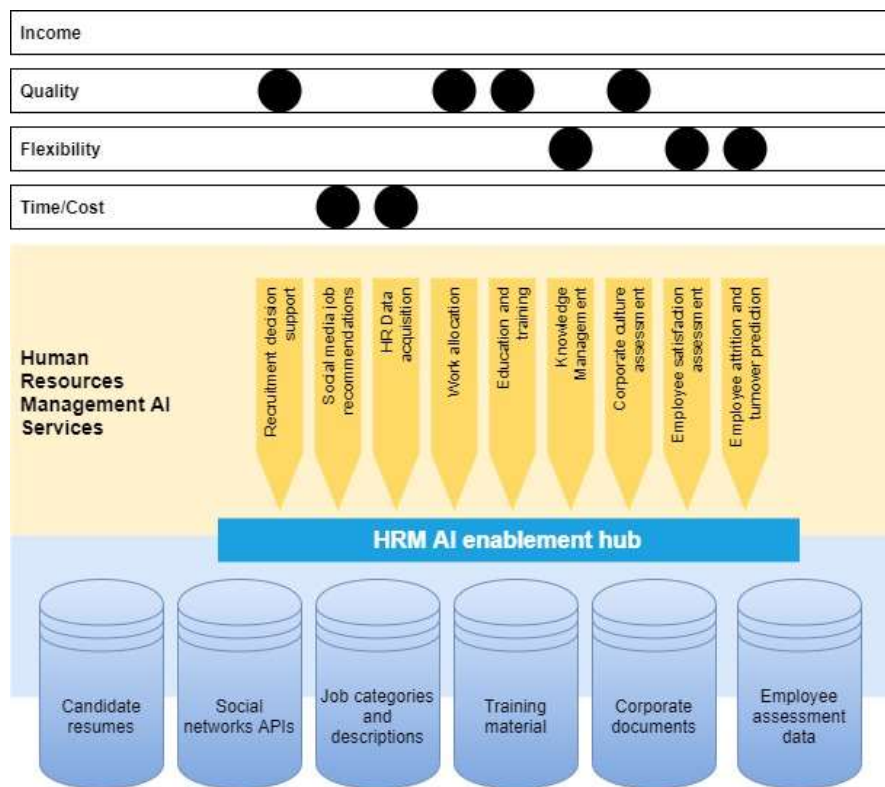 Income
Quality
Flexibility
Time/Cost
Human
Resources
Management AI
Services
Recruitment decision
support
Social media job
recommendations
HR Data
acquisition
Work allocation
Education and
training
Knowledge
Management
Corporate culture
assessment
Employee satisfaction
assessment
Employee attrition and
turnover prediction
HRM AI enablement hub
Candidate
resumes
Social
networks APIs
Job categories
and
descriptions
Training
material
Corporate
documents
Employee
assessment
data